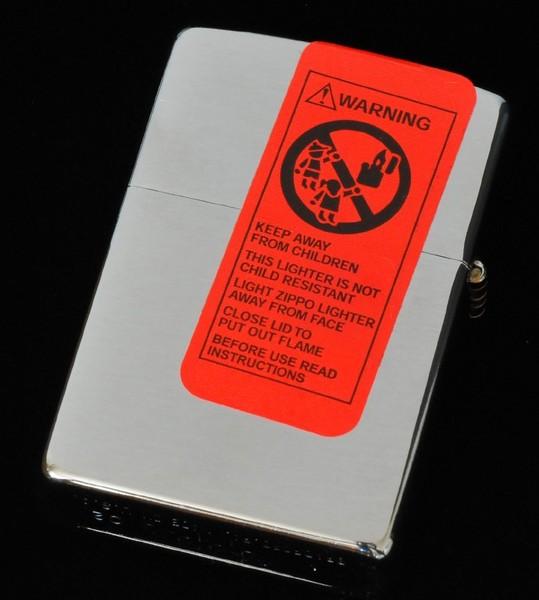 WARNING
KEEP AWAY
FROM CHILDREN
THIS LIGHTER IS NOT
CHILD RESISTANT
LIGHT ZIPPO LIGHTER
AWAY FROM FACE
CLOSE LID TO
PUT OUT FLAME
BEFORE USE READ
INSTRUCTIONS